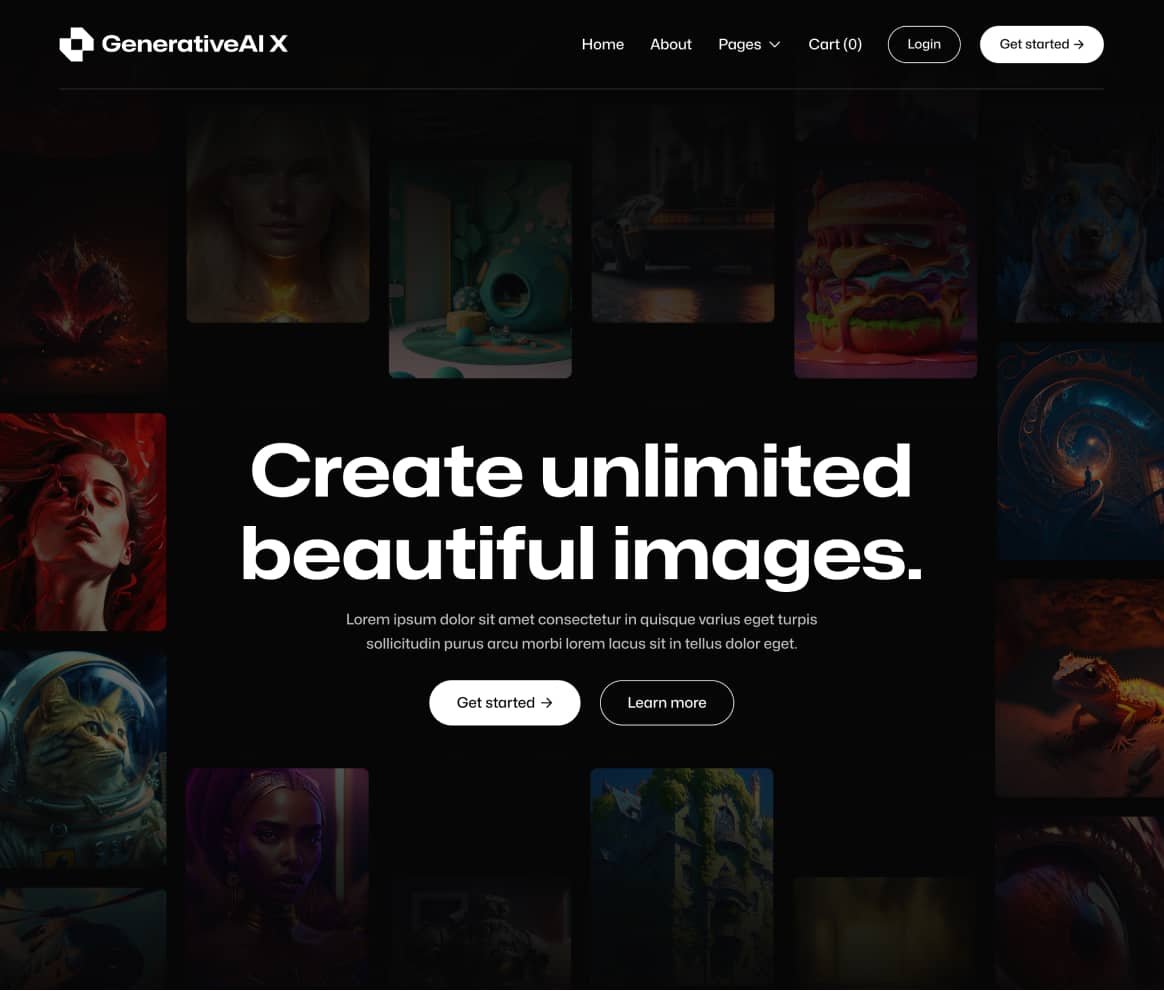 GenerativeAI X
Home About Pages Cart (0) Login Get started →
Create unlimited
beautiful images.
Lorem ipsum dolor sit amet consectetur in quisque varius eget turpis
sollicitudin purus arcu morbi lorem lacus sit in tellus dolor eget.
Get started → Learn more